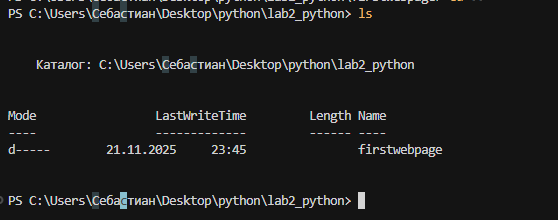 PS C:\Users\Себастиан\Desktop\python\lab2_python> ls
Каталог: C:\Users\Себастиан\Desktop\python\lab2_python
Mode LastWriteTime Length Name
---- ------------- ------ ----
d----- 21.11.2025 23:45 firstwebpage
PS C:\Users\Себастиан\Desktop\python\lab2_python>